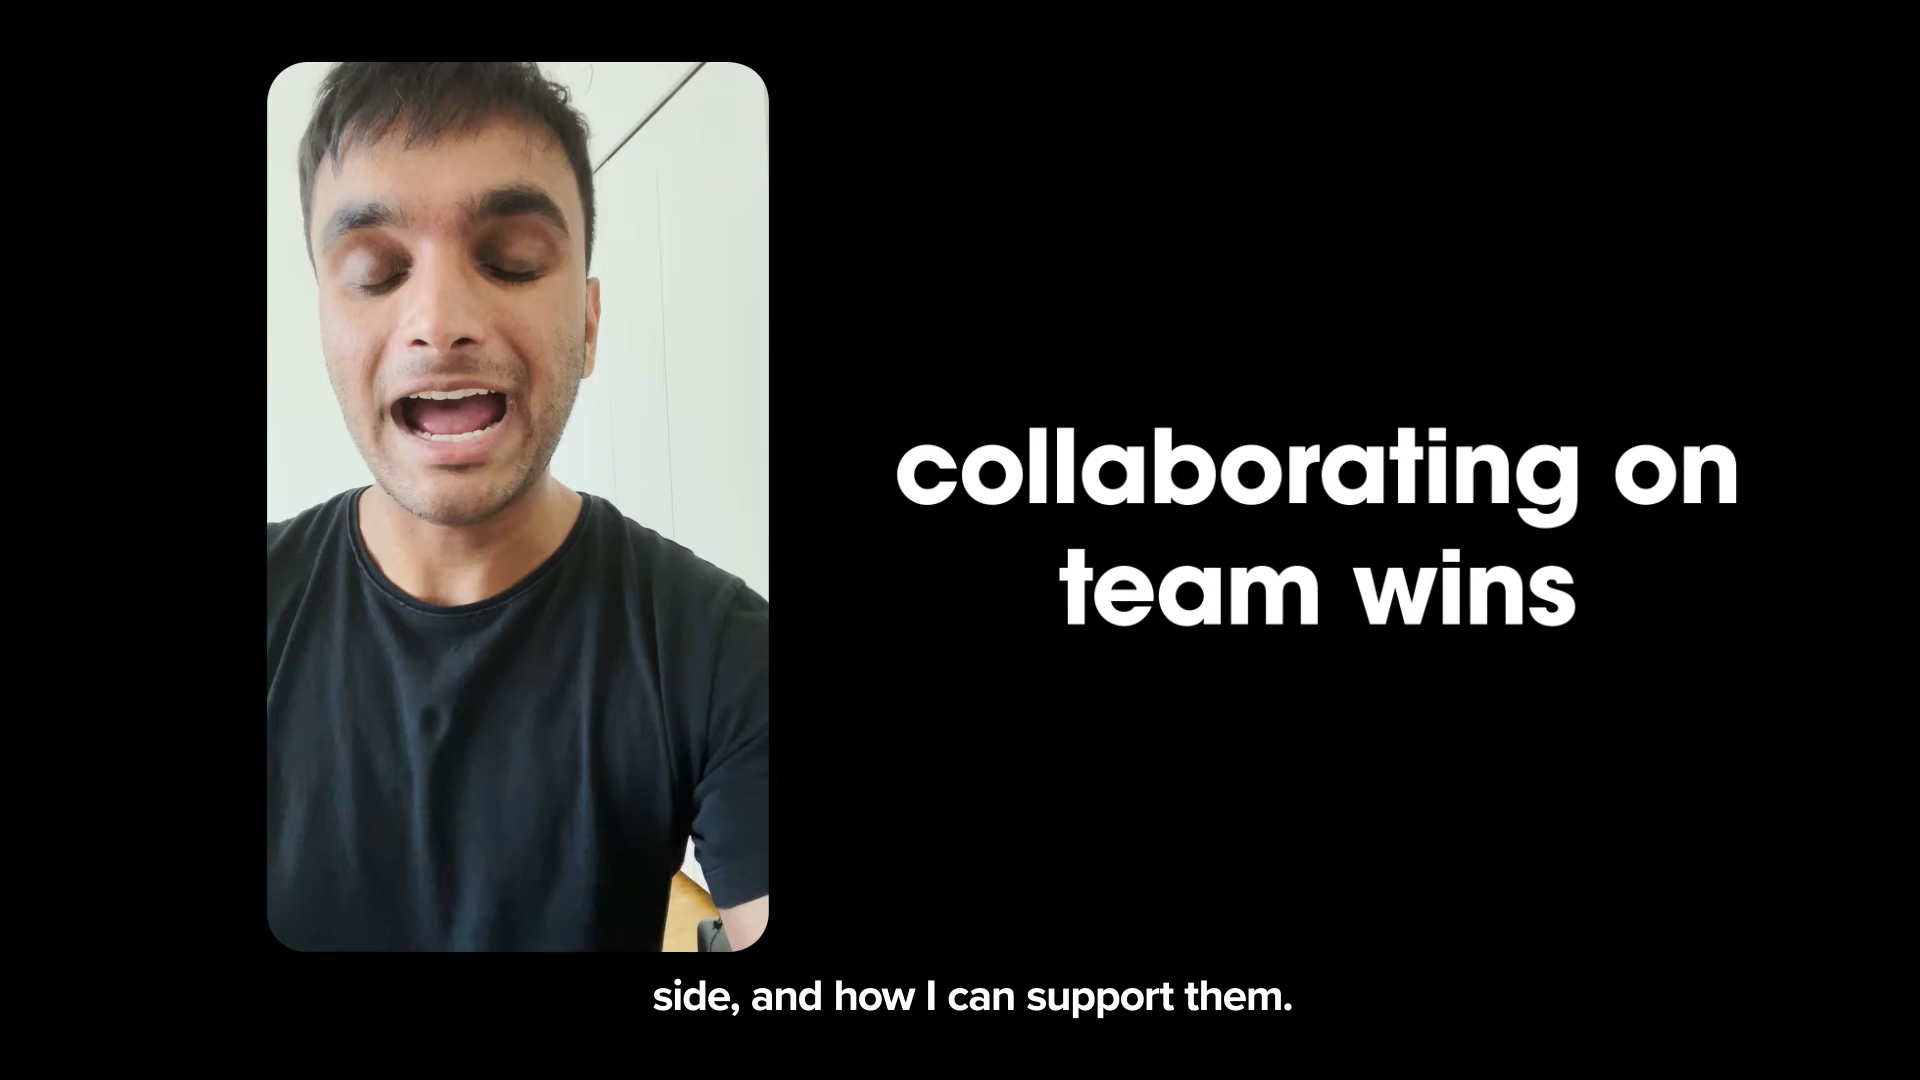 collaborating on
team wins
side, and how I can support them.